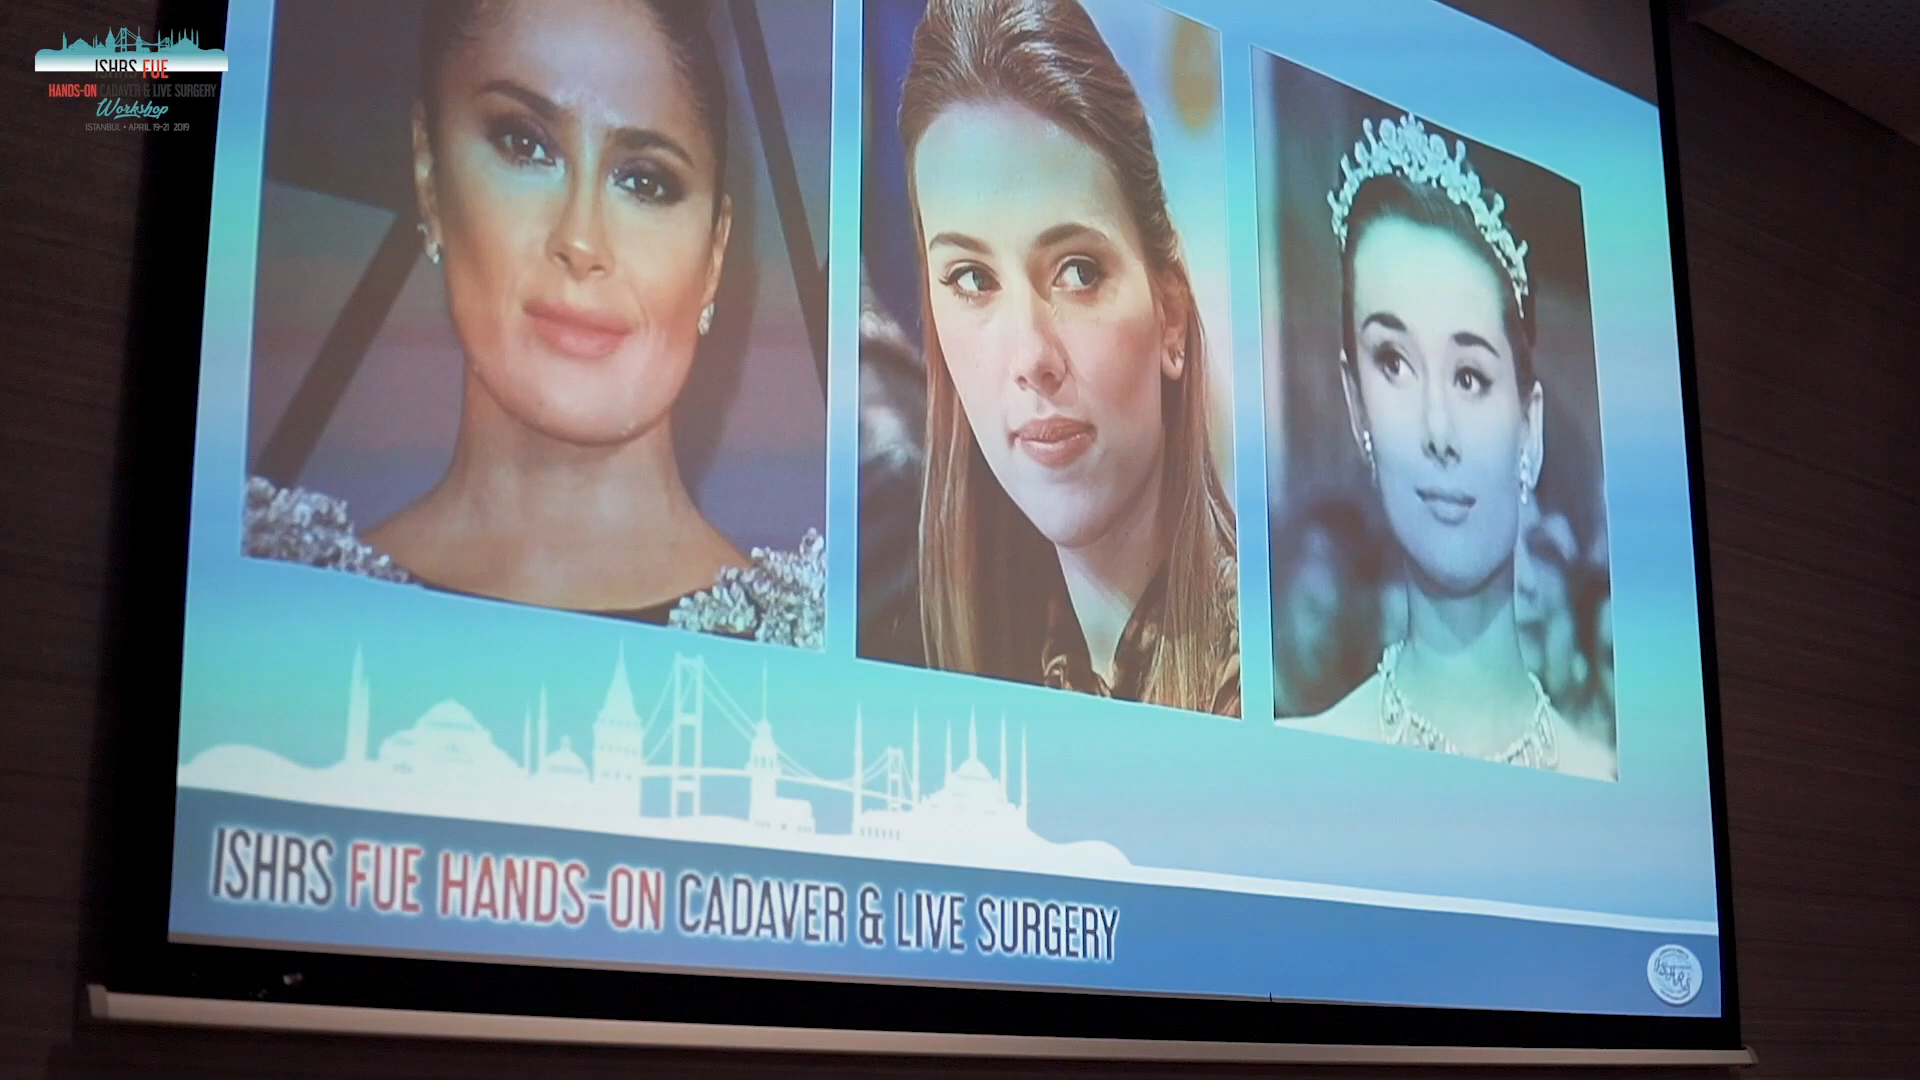 ISHRS FUE
HANDS-ON CADAVER & LIVE SURGERY
Workshop
ISTANBUL • APRIL 19-21 2019
ISHRS FUE HANDS-ON CADAVER & LIVE SURGERY
ISHRS